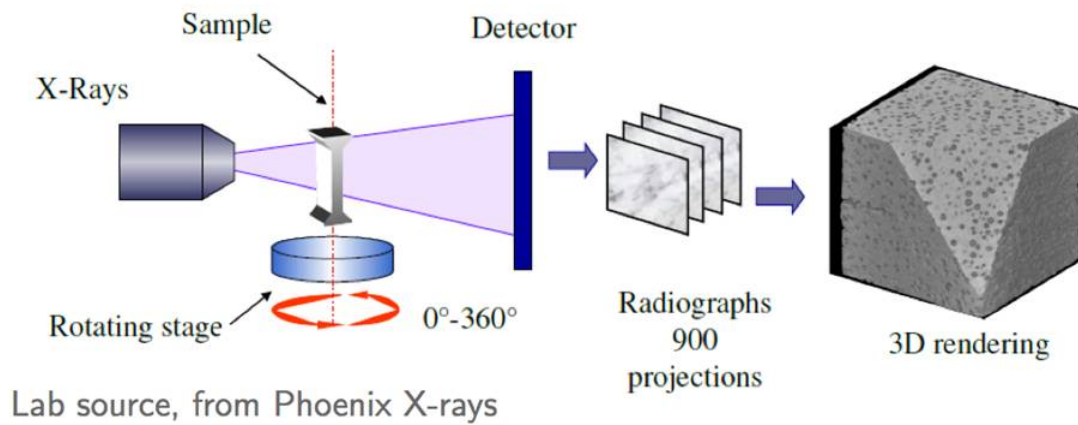 Sample
Detector
X-Rays
Rotating stage
0°-360°
Radiographs
900
projections
3D rendering
Lab source, from Phoenix X-rays